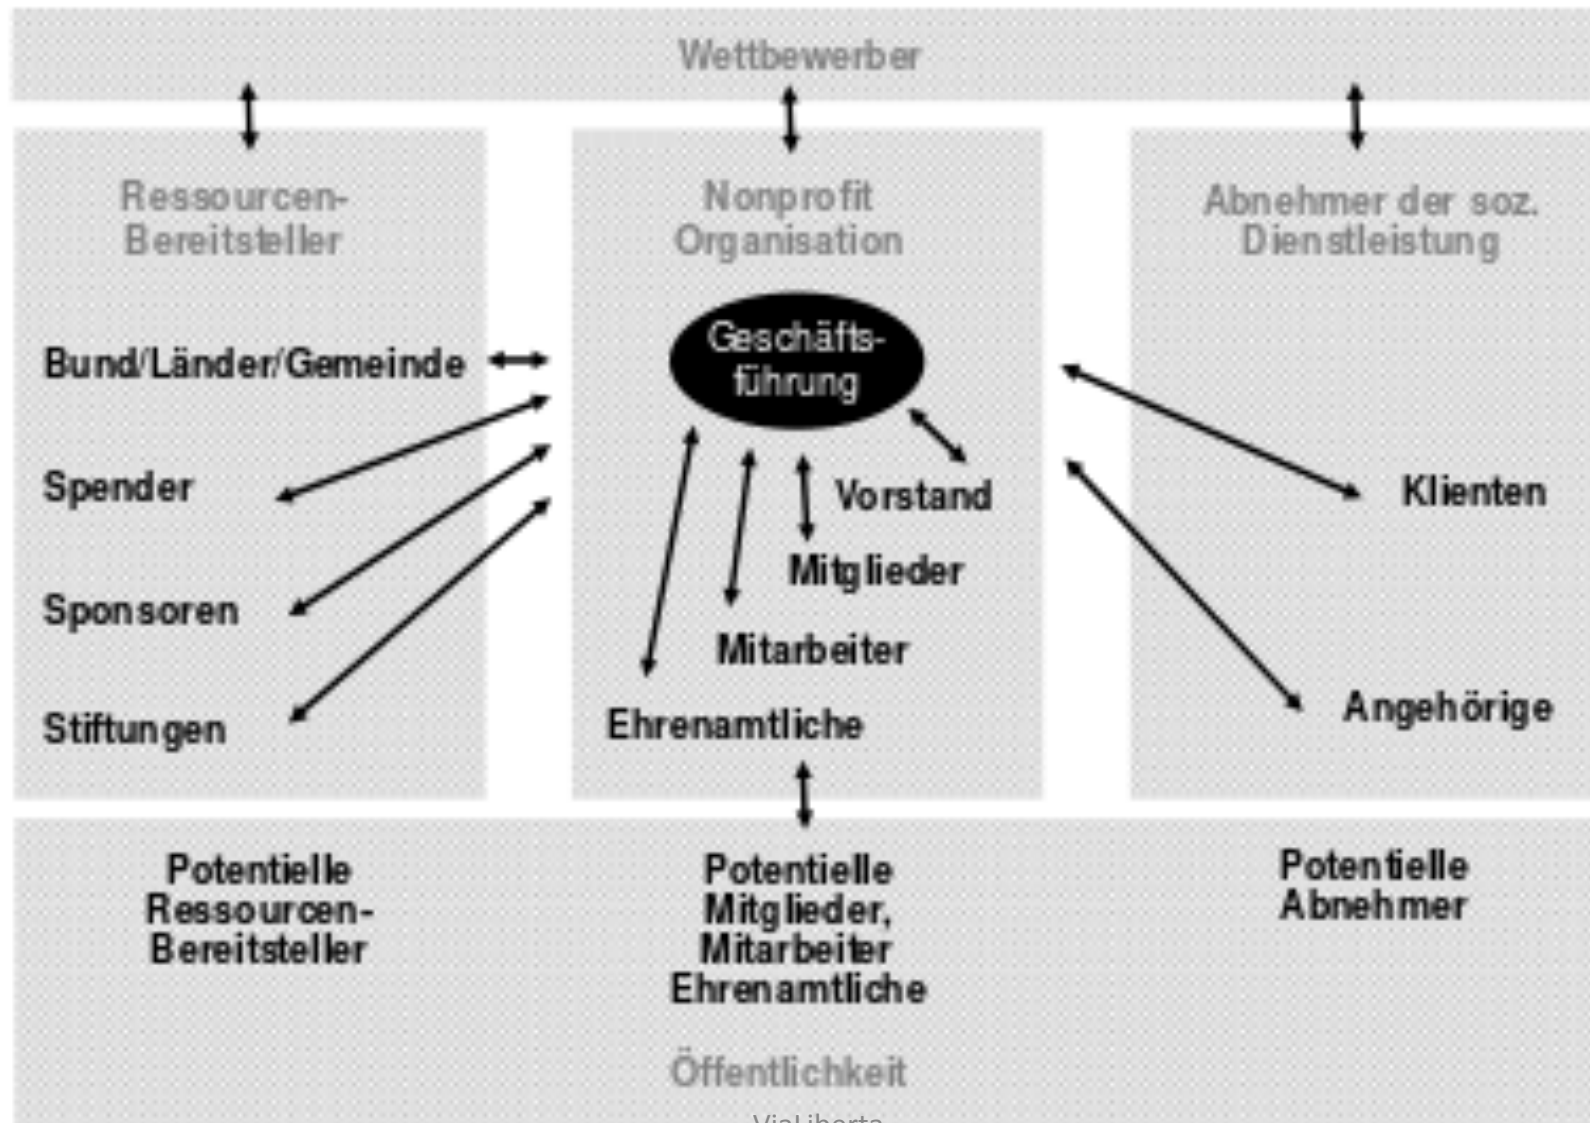 Wettbewerber
Ressourcen-
Bereitsteller
Bund/Länder/Gemeinde
Spender
Sponsoren
Stiftungen
Nonprofit
Organisation
Geschäfts-
führung
Vorstand
Mitglieder
Mitarbeiter
Ehrenamtliche
Abnehmer der soz.
Dienstleistung
Klienten
Angehörige
Potentielle
Ressourcen-
Bereitsteller
Potentielle
Mitglieder,
Mitarbeiter
Ehrenamtliche
Potentielle
Abnehmer
Öffentlichkeit